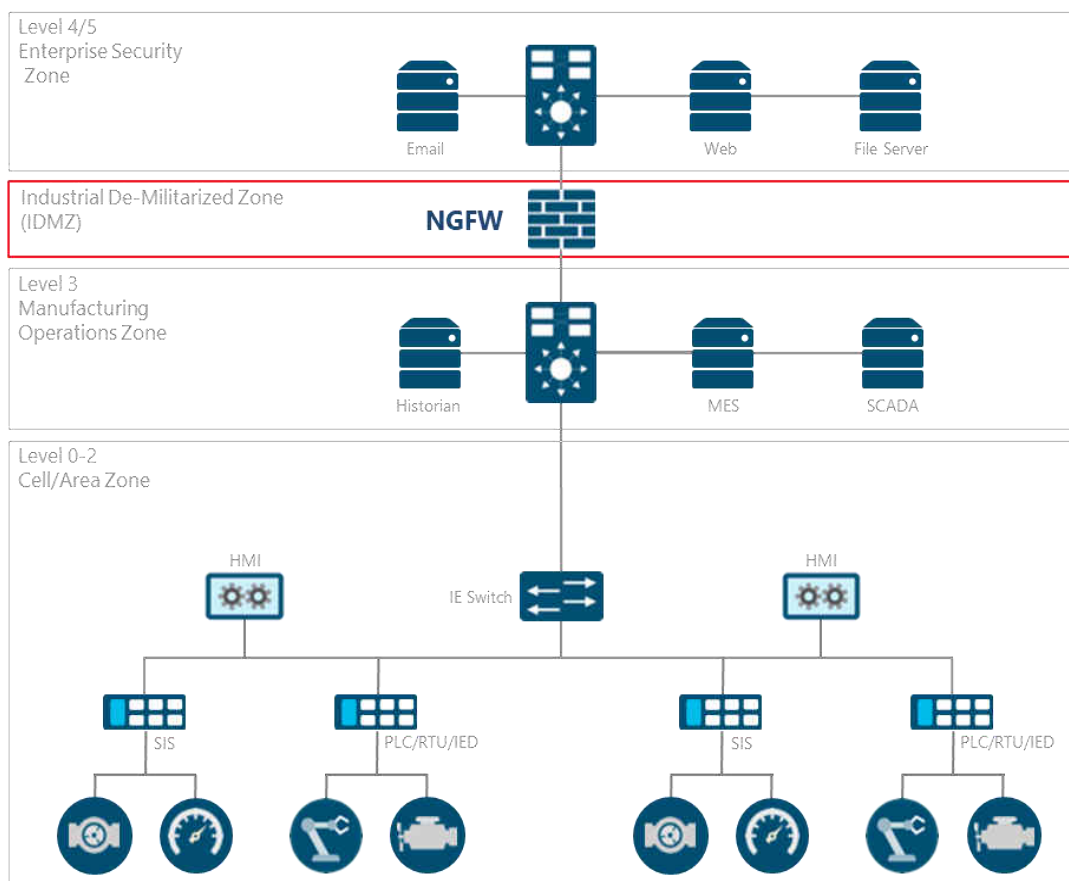 Level 4/5
Enterprise Security
Zone
Email
Web
File Server
Industrial De-Militarized Zone
(IDMZ)
NGFW
Level 3
Manufacturing
Operations Zone
Historian
MES
SCADA
Level 0-2
Cell/Area Zone
HMI
IE Switch
HMI
SIS
PLC/RTU/IED
SIS
PLC/RTU/IED